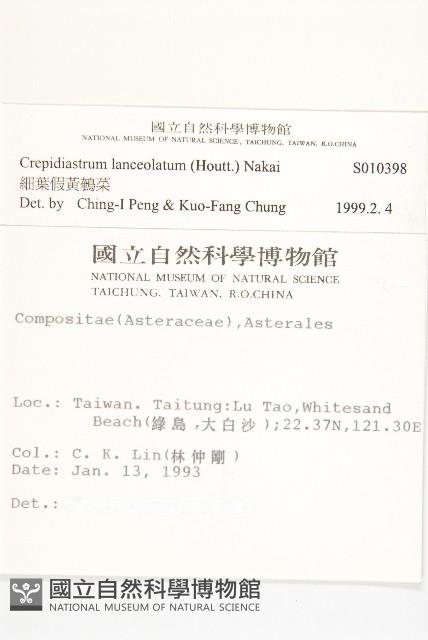 國立自然科學博物館
NATIONAL MUSEUM OF NATURAL SCIENCE, TAICHUNG, TAIWAN, R.O.CHINA
Crepidiastrum lanceolatum (Houtt.) Nakai S010398
細葉假黃鵪菜
Det. by Ching-I Peng & Kuo-Fang Chung 1999.2. 4
國立自然科學博物館
NATIONAL MUSEUM OF NATURAL SCIENCE
TAICHUNG, TAIWAN, R.O.CHINA
Compositae(Asteraceae),Asterales
Loc.: Taiwan. Taitung:Lu Tao,Whitesand
Beach(綠島,大白沙);22.37N,121.30E
Col.: C. K. Lin(林仲剛)
Date: Jan. 13, 1993
Det.:
國立自然科學博物館
NATIONAL MUSEUM OF NATURAL SCIENCE